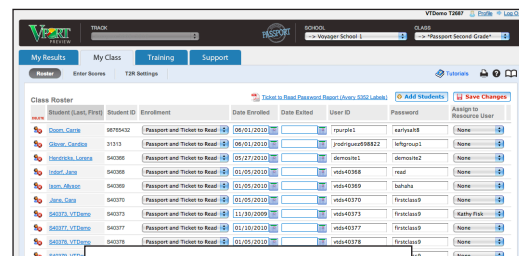 VTDemo T2087 Profile Log O
VPORT PREVIEW
TRACK
PASSPORT
SCHOOL
--> Voyager School 1
CLASS
--> *Passport Second Grade*
My Results My Class Training Support
Roster Enter Scores T2R Settings Tutorials
Class Roster Ticket to Read Password Report (Avery 5352 Labels) Add Students Save Changes
DELETE Student (Last, First) Student ID Enrollment Date Enrolled Date Exited User ID Password Assign to Resource User
Doom, Carrie 98765432 Passport and Ticket to Read 06/01/2010 rpurple1 earlysalt8 None
Glover, Candice 31313 Passport and Ticket to Read 06/01/2010 jrodriguez698822 leftgroup1 None
Hendricks, Lorena S40366 Passport and Ticket to Read 05/27/2010 demosite1 demosite2 None
Indorf, Jane S40368 Passport and Ticket to Read 01/05/2010 vtds40368 read None
Isom, Allyson S40369 Passport and Ticket to Read 01/05/2010 vtds40369 bahaha None
Jane, Cara S40370 Passport and Ticket to Read 01/05/2010 vtds40370 firstclass9 None
S40373, VTDemo S40373 Passport and Ticket to Read 11/30/2009 vtds40373 firstclass9 Kathy Fisk
S40377, VTDemo S40377 Passport and Ticket to Read 01/10/2010 vtds40377 firstclass9 None
S40378, VTDemo S40378 Passport and Ticket to Read 01/05/2010 vtds40378 firstclass9 None